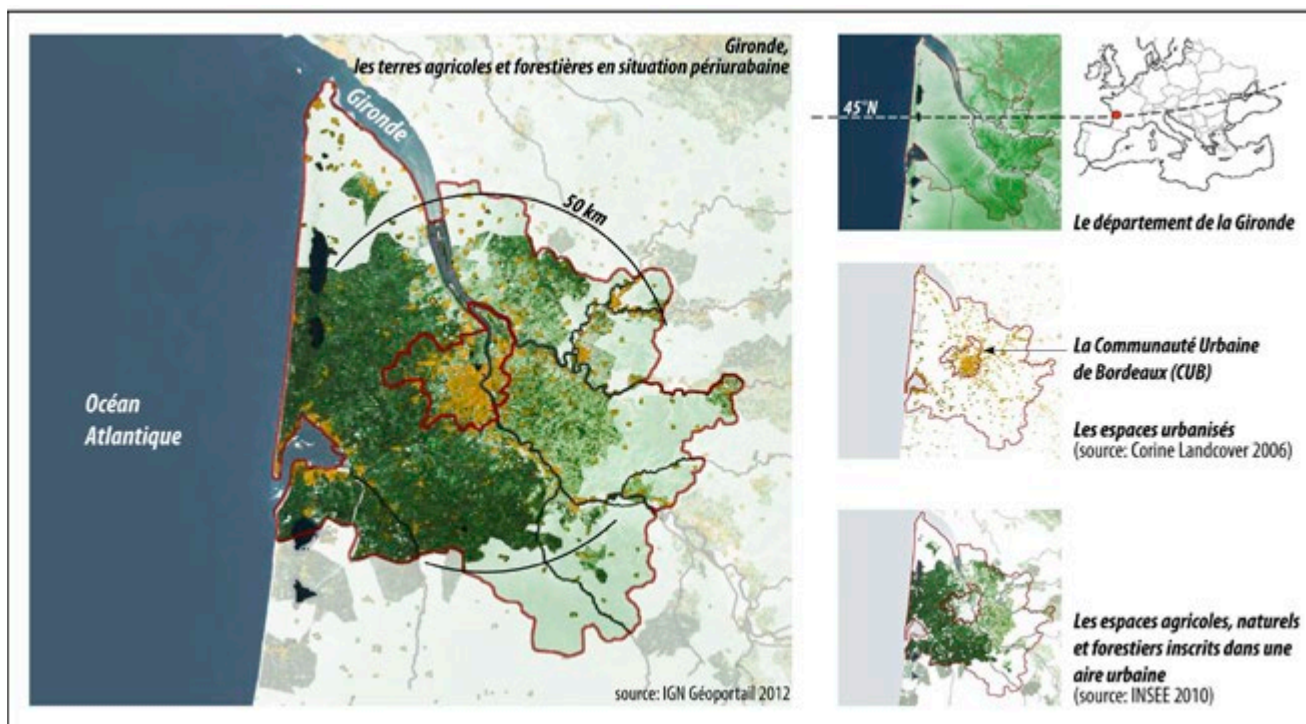 Gironde,
les terres agricoles et forestières en situation périurabaine
Gironde
50 km
Océan
Atlantique
source: IGN Géoportail 2012
45°N
Le département de la Gironde
La Communauté Urbaine
de Bordeaux (CUB)
Les espaces urbanisés
(source: Corine Landcover 2006)
Les espaces agricoles, naturels
et forestiers inscrits dans une
aire urbaine
(source: INSEE 2010)